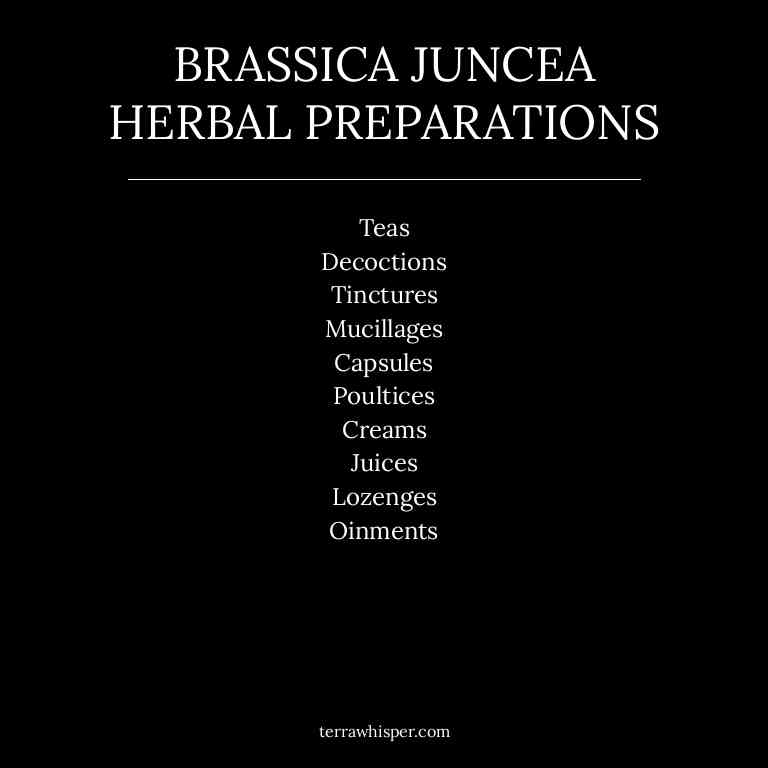 BRASSICA JUNCEA
HERBAL PREPARATIONS
Teas
Decoctions
Tinctures
Mucillages
Capsules
Poultices
Creams
Juices
Lozenges
Oinments
terrawhisper.com